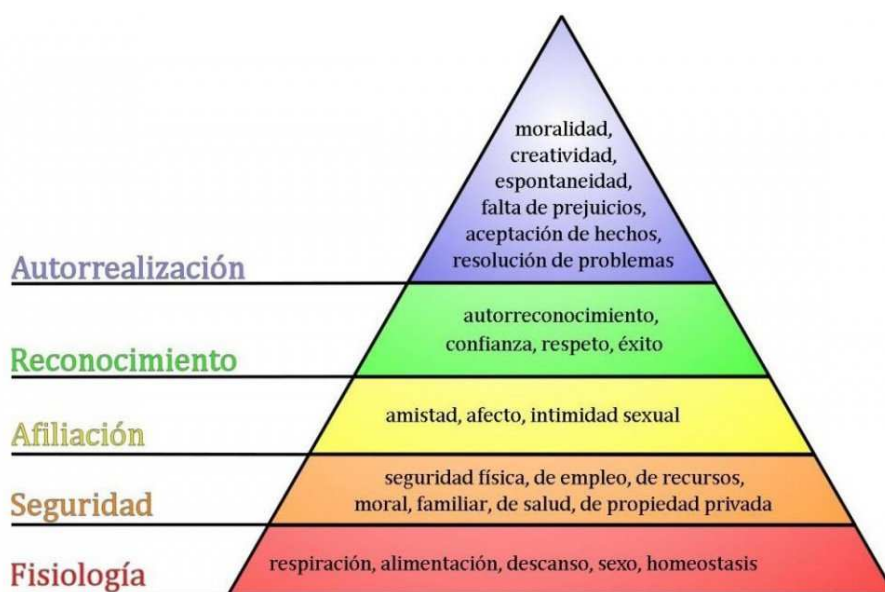 moralidad,
creatividad,
espontaneidad,
falta de prejuicios,
aceptación de hechos,
resolución de problemas
Autorrealización
autorreconocimiento,
confianza, respeto, éxito
Reconocimiento
amistad, afecto, intimidad sexual
Afiliación
seguridad física, de empleo, de recursos,
moral, familiar, de salud, de propiedad privada
Seguridad
respiración, alimentación, descanso, sexo, homeostasis
Fisiología